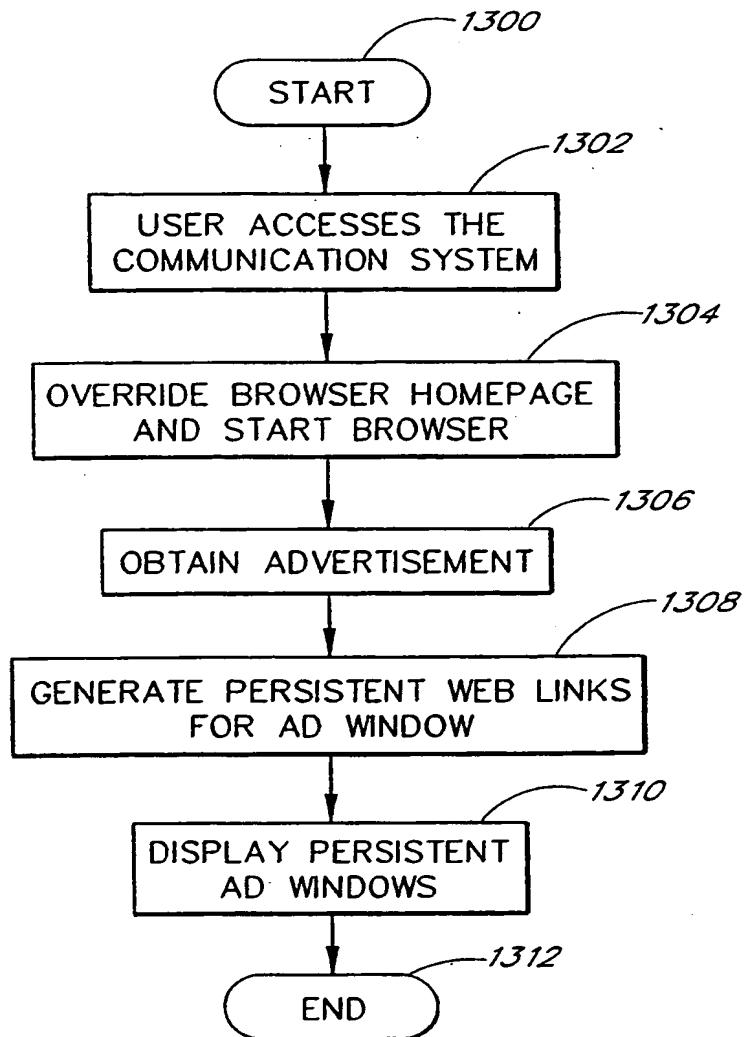 1300
START
1302
USER ACCESSES THE
COMMUNICATION SYSTEM
1304
OVERRIDE BROWSER HOMEPAGE
AND START BROWSER
1306
OBTAIN ADVERTISEMENT
1308
GENERATE PERSISTENT WEB LINKS
FOR AD WINDOW
1310
DISPLAY PERSISTENT
AD WINDOWS
1312
END